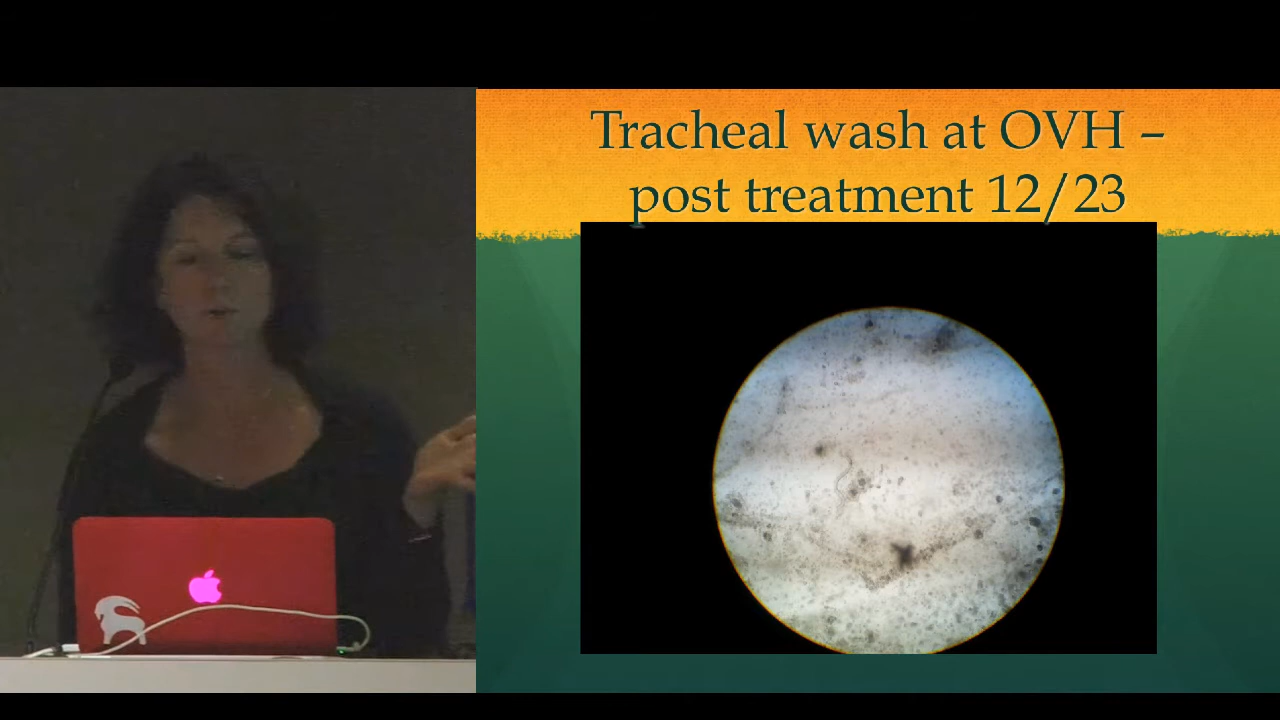 Tracheal wash at OVH –
post treatment 12/23